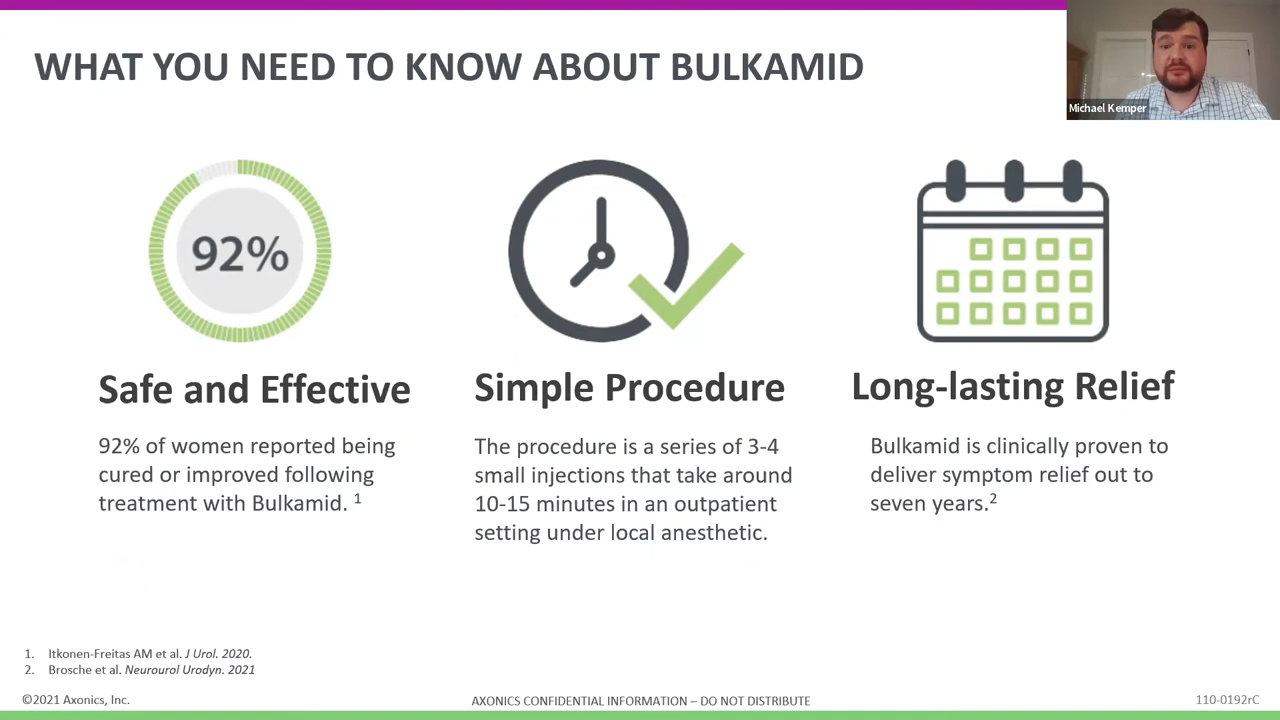 WHAT YOU NEED TO KNOW ABOUT BULKAMID
Michael Kemper
92%
Safe and Effective
92% of women reported being
cured or improved following
treatment with Bulkamid. 1
Simple Procedure
The procedure is a series of 3-4
small injections that take around
10-15 minutes in an outpatient
setting under local anesthetic.
Long-lasting Relief
Bulkamid is clinically proven to
deliver symptom relief out to
seven years.2
1. Itkonen-Freitas AM et al. J Urol. 2020.
2. Brosche et al. Neurourol Urodyn. 2021
©2021 Axonics, Inc.
AXONICS CONFIDENTIAL INFORMATION – DO NOT DISTRIBUTE
110-0192rC